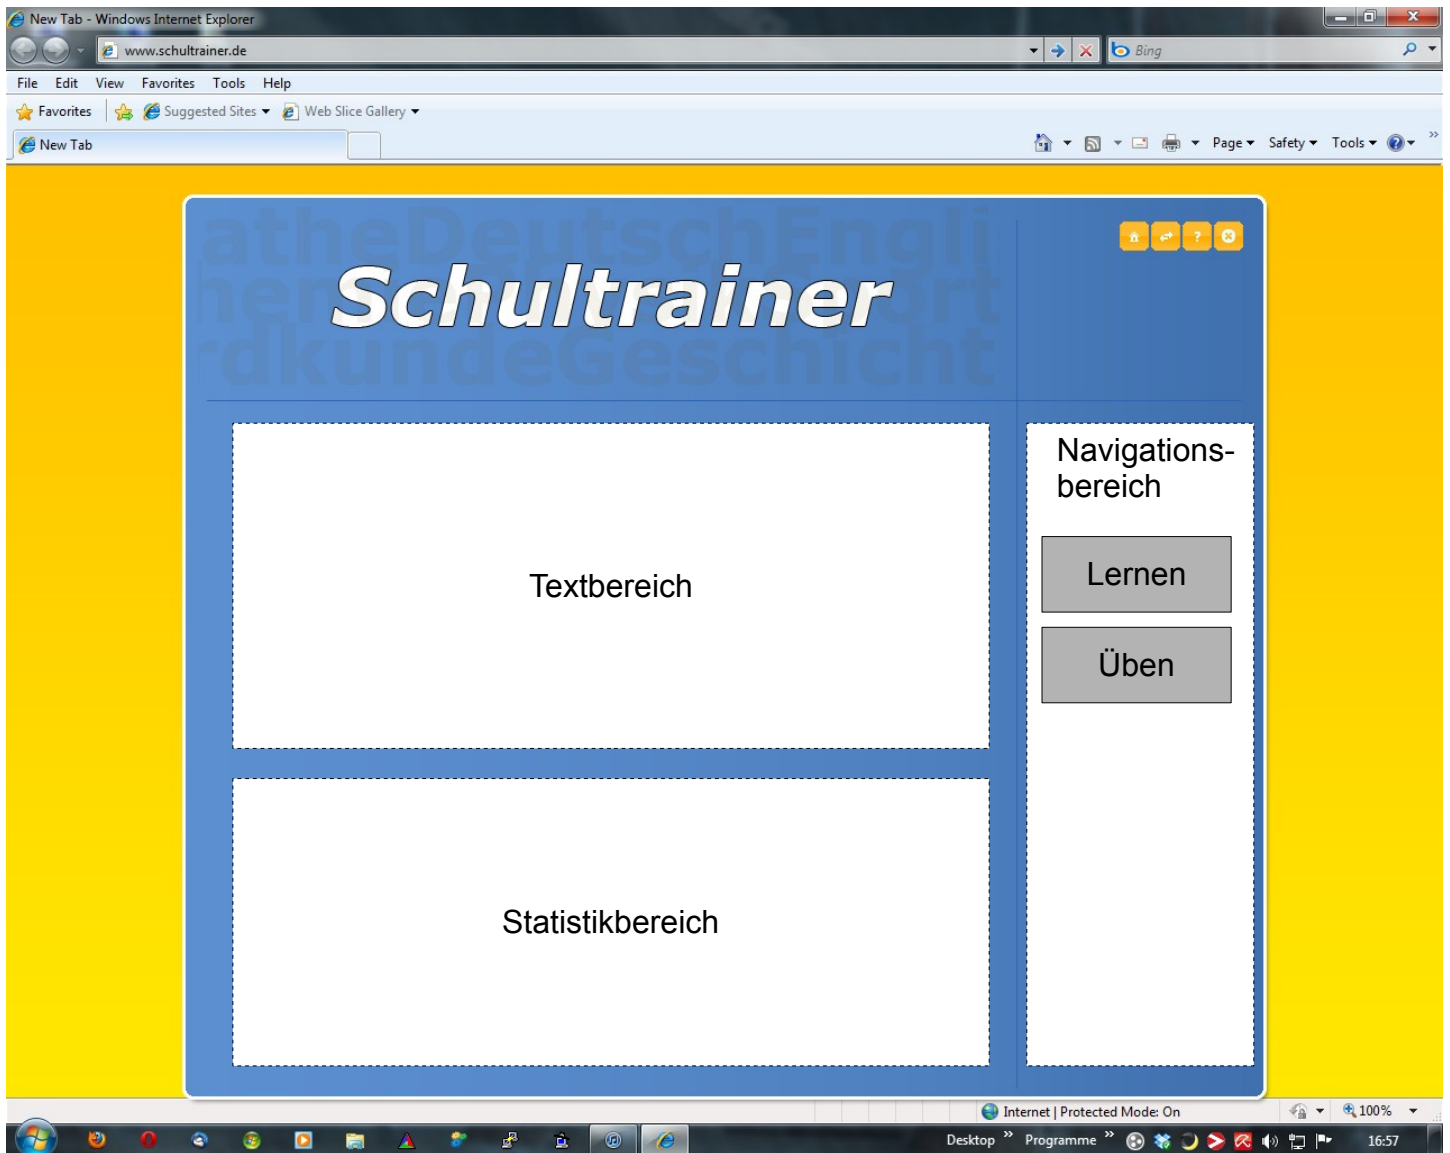 New Tab - Windows Internet Explorer
www.schultrainer.de
Bing
File Edit View Favorites Tools Help
Favorites Suggested Sites Web Slice Gallery
New Tab
Page Safety Tools
atheDeutschEngli
Schultrainer
rdkundeGeschicht
Navigations-
bereich
Textbereich
Lernen
Üben
Statistikbereich
Internet | Protected Mode: On
100%
Desktop Programme 16:57